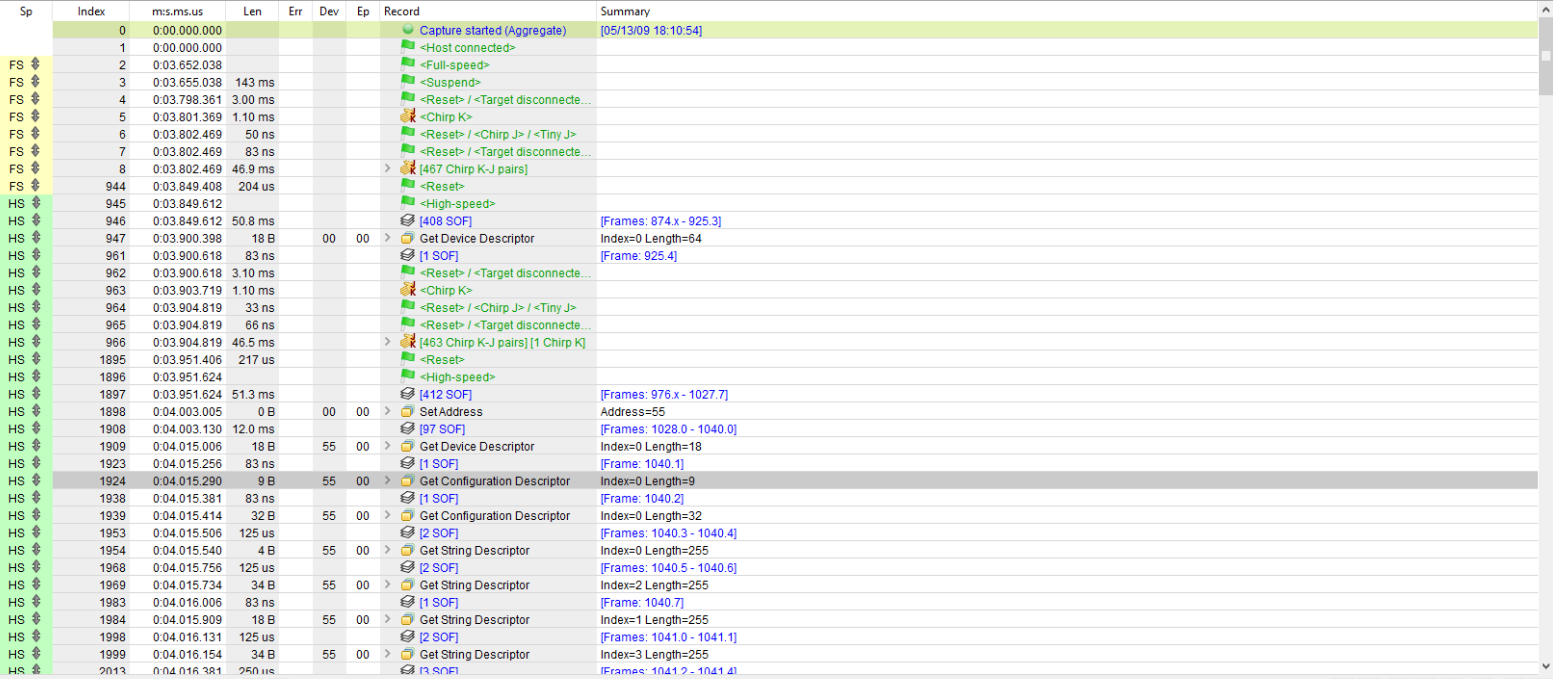 Sp Index m:s.ms.us Len Err Dev Ep Record Summary
0 0:00.000.000 Capture started (Aggregate) [05/13/09 18:10:54]
1 0:00.000.000 <Host connected>
FS 2 0:03.652.038 <Full-speed>
FS 3 0:03.655.038 143 ms <Suspend>
FS 4 0:03.798.361 3.00 ms <Reset> / <Target disconnecte...
FS 5 0:03.801.369 1.10 ms <Chirp K>
FS 6 0:03.802.469 50 ns <Reset> / <Chirp J> / <Tiny J>
FS 7 0:03.802.469 83 ns <Reset> / <Target disconnecte...
FS 8 0:03.802.469 46.9 ms [467 Chirp K-J pairs]
FS 944 0:03.849.408 204 us <Reset>
HS 945 0:03.849.612 <High-speed>
HS 946 0:03.849.612 50.8 ms [408 SOF] [Frames: 874.x - 925.3]
HS 947 0:03.900.398 18 B 00 00 Get Device Descriptor Index=0 Length=64
HS 961 0:03.900.618 83 ns [1 SOF] [Frame: 925.4]
HS 962 0:03.900.618 3.10 ms <Reset> / <Target disconnecte...
HS 963 0:03.903.719 1.10 ms <Chirp K>
HS 964 0:03.904.819 33 ns <Reset> / <Chirp J> / <Tiny J>
HS 965 0:03.904.819 66 ns <Reset> / <Target disconnecte...
HS 966 0:03.904.819 46.5 ms [463 Chirp K-J pairs] [1 Chirp K]
HS 1895 0:03.951.406 217 us <Reset>
HS 1896 0:03.951.624 <High-speed>
HS 1897 0:03.951.624 51.3 ms [412 SOF] [Frames: 976.x - 1027.7]
HS 1898 0:04.003.005 0 B 00 00 Set Address Address=55
HS 1908 0:04.003.130 12.0 ms [97 SOF] [Frames: 1028.0 - 1040.0]
HS 1909 0:04.015.006 18 B 55 00 Get Device Descriptor Index=0 Length=18
HS 1923 0:04.015.256 83 ns [1 SOF] [Frame: 1040.1]
HS 1924 0:04.015.290 9 B 55 00 Get Configuration Descriptor Index=0 Length=9
HS 1938 0:04.015.381 83 ns [1 SOF] [Frame: 1040.2]
HS 1939 0:04.015.414 32 B 55 00 Get Configuration Descriptor Index=0 Length=32
HS 1953 0:04.015.506 125 us [2 SOF] [Frames: 1040.3 - 1040.4]
HS 1954 0:04.015.540 4 B 55 00 Get String Descriptor Index=0 Length=255
HS 1968 0:04.015.756 125 us [2 SOF] [Frames: 1040.5 - 1040.6]
HS 1969 0:04.015.734 34 B 55 00 Get String Descriptor Index=2 Length=255
HS 1983 0:04.016.006 83 ns [1 SOF] [Frame: 1040.7]
HS 1984 0:04.015.909 18 B 55 00 Get String Descriptor Index=1 Length=255
HS 1998 0:04.016.131 125 us [2 SOF] [Frames: 1041.0 - 1041.1]
HS 1999 0:04.016.154 34 B 55 00 Get String Descriptor Index=3 Length=255
HS 2013 0:04.016.381 250 us [3 SOF] [Frames: 1041.2 - 1041.4]